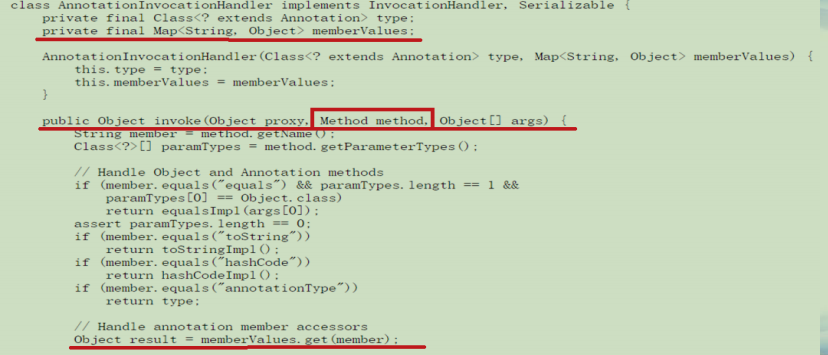 class AnnotationInvocationHandler implements InvocationHandler, Serializable {
private final Class<? extends Annotation> type;
private final Map<String, Object> memberValues;
AnnotationInvocationHandler(Class<? extends Annotation> type, Map<String, Object> memberValues) {
this.type = type;
this.memberValues = memberValues;
}
public Object invoke(Object proxy, Method method, Object[] args) {
String member = method.getName();
Class<?>[] paramTypes = method.getParameterTypes();
// Handle Object and Annotation methods
if (member.equals("equals") && paramTypes.length == 1 &&
paramTypes[0] == Object.class)
return equalsImpl(args[0]);
assert paramTypes.length == 0;
if (member.equals("toString"))
return toStringImpl();
if (member.equals("hashCode"))
return hashCodeImpl();
if (member.equals("annotationType"))
return type;
// Handle annotation member accessors
Object result = memberValues.get(member);